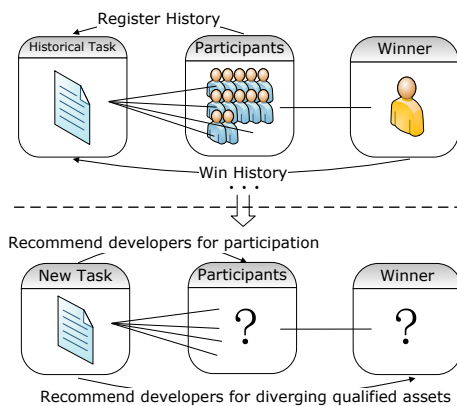 Register History
Historical Task
Participants
Winner
Win History
. . .
Recommend developers for participation
New Task
Participants
Winner
?
?
Recommend developers for diverging qualified assets